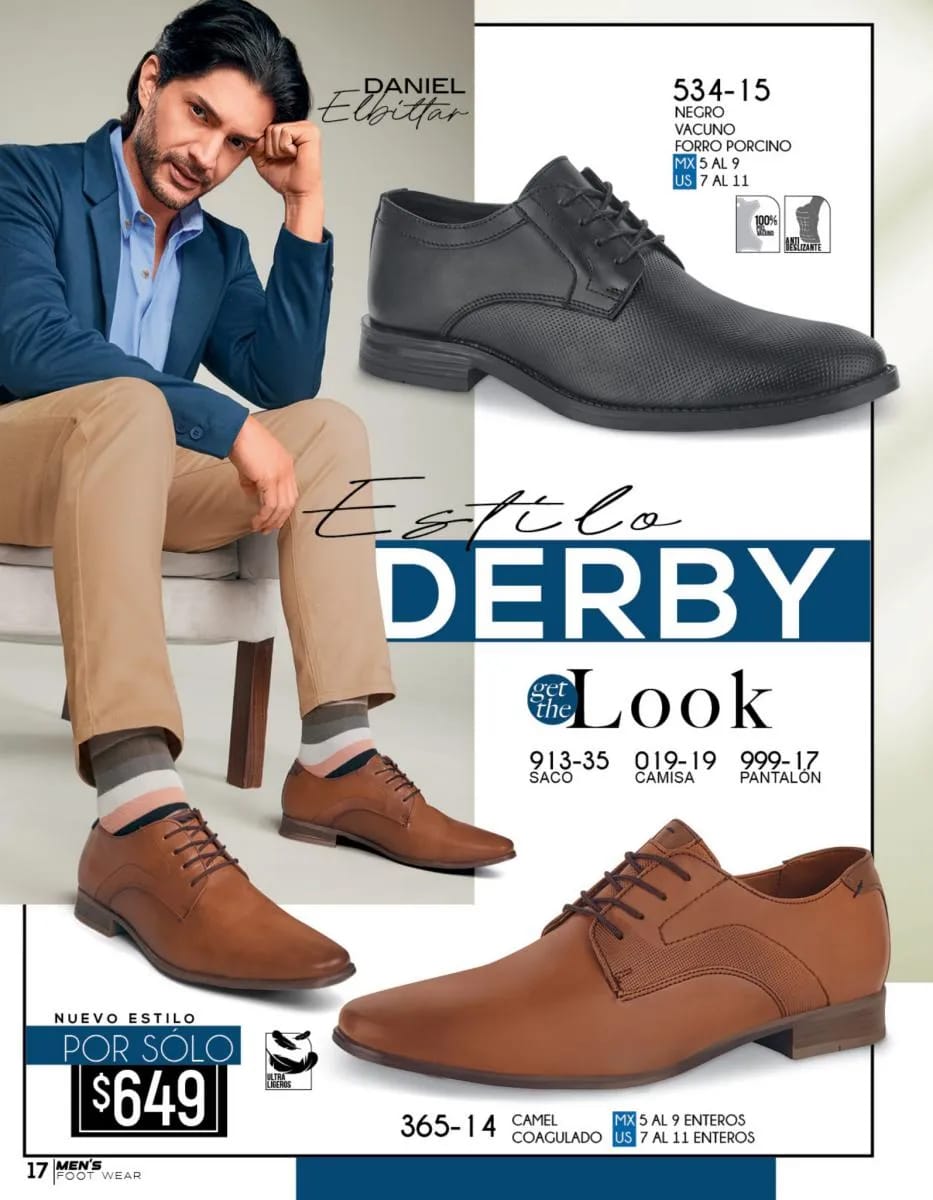 DANIEL
Elbittar
534-15
NEGRO
VACUNO
FORRO PORCINO
MX 5 AL 9
US 7 AL 11
100%
PIEL
VACUNO
ANTI
DESLIZANTE
Estilo
DERBY
get
the
Look
913-35 019-19 999-17
SACO CAMISA PANTALÓN
NUEVO ESTILO
POR SÓLO
$649
ULTRA
LIGEROS
365-14
CAMEL
COAGULADO
MX 5 AL 9 ENTEROS
US 7 AL 11 ENTEROS
17 MEN'S
FOOT WEAR